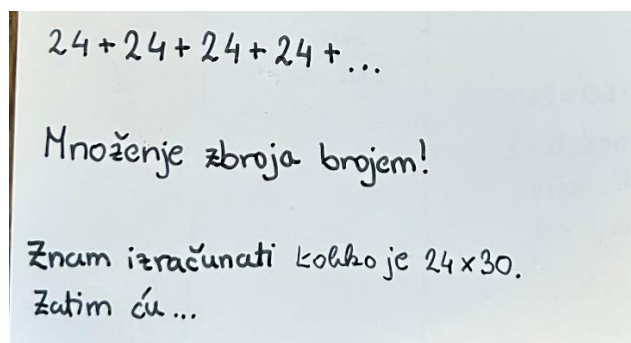 24 + 24 + 24 + 24 + ...
Množenje zbroja brojem!
Znam izračunati koliko je 24 x 30.
Zatim ću ...